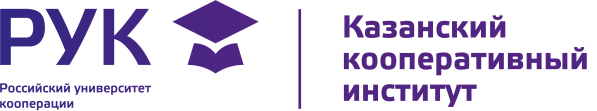 РУК
Российский университет
кооперации
Казанский
кооперативный
институт